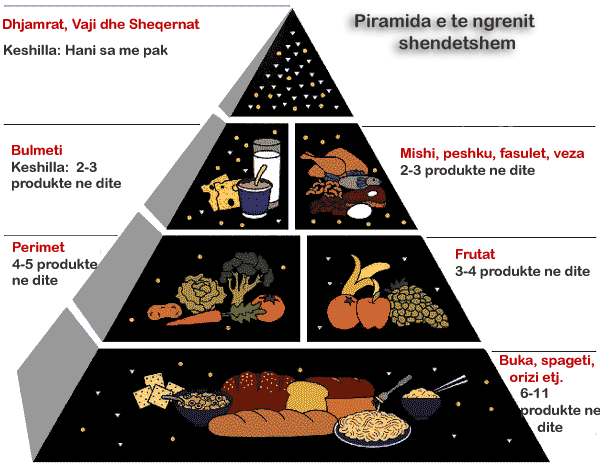 Piramida e te ngrenit
shendetshem
Dhjamrat, Vaji dhe Sheqernat
Keshilla: Hani sa me pak
Bulmeti
Keshilla: 2-3
produkte ne dite
Mishi, peshku, fasulet, veza
2-3 produkte ne dite
Perimet
4-5 produkte
ne dite
Frutat
3-4 produkte ne dite
Buka, spageti,
orizi etj.
6-11
produkte ne
dite